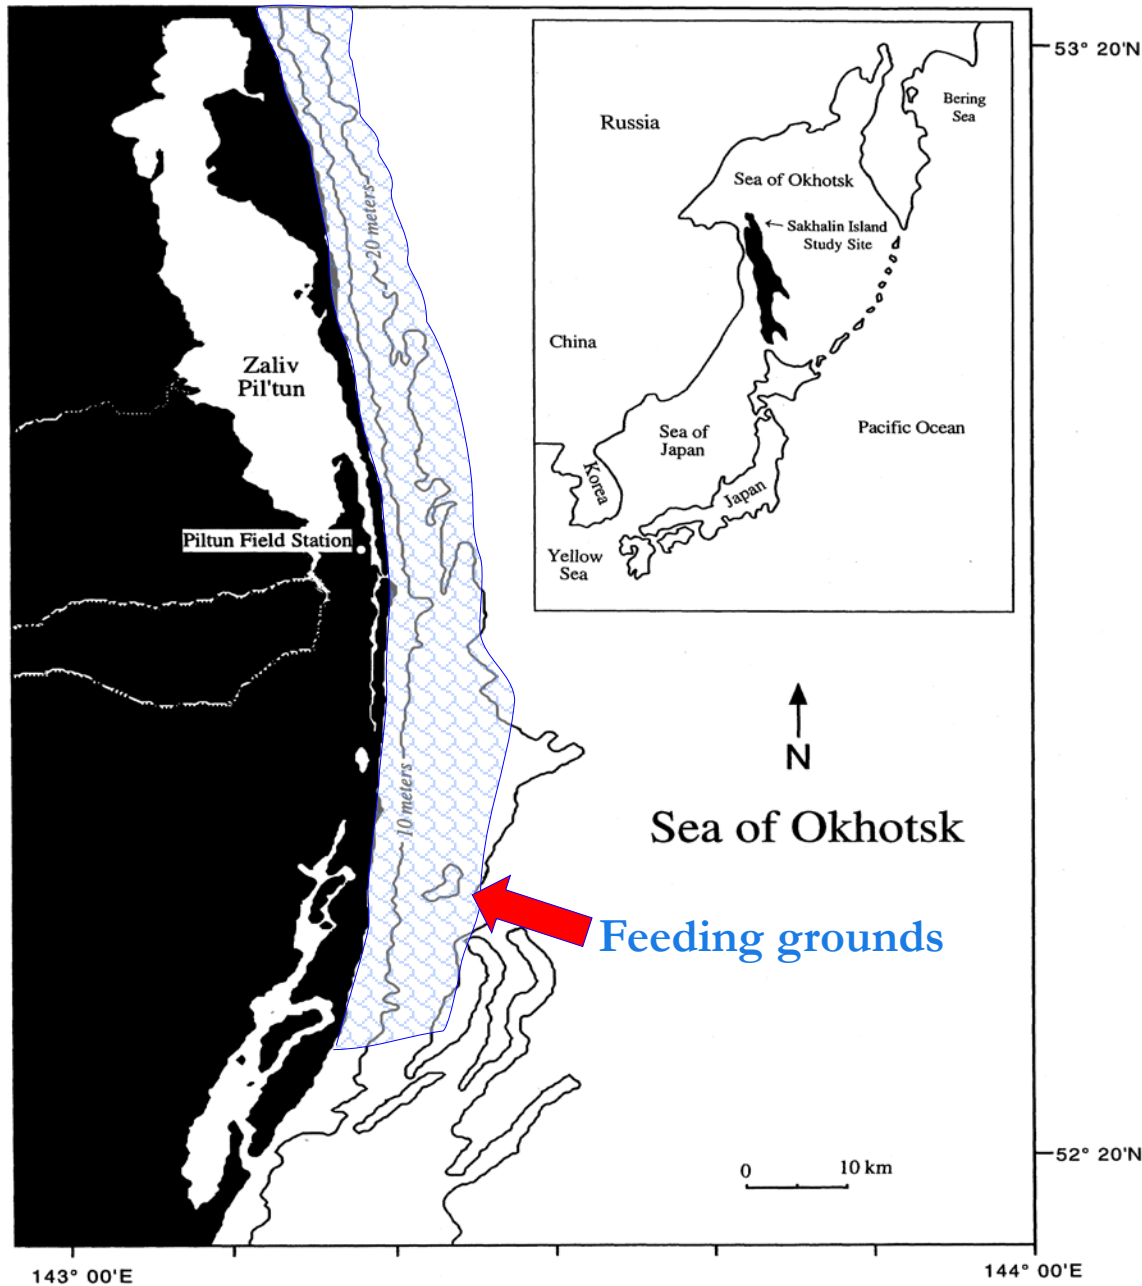 53° 20'N
Russia
Bering
Sea
Sea of Okhotsk
← Sakhalin Island
Study Site
20 meters
China
Zaliv
Pil'tun
Pacific Ocean
Sea of
Japan
Korea
Japan
Piltun Field Station
Yellow
Sea
N
10 meters
Sea of Okhotsk
Feeding grounds
52° 20'N
0 10 km
143° 00'E
144° 00'E